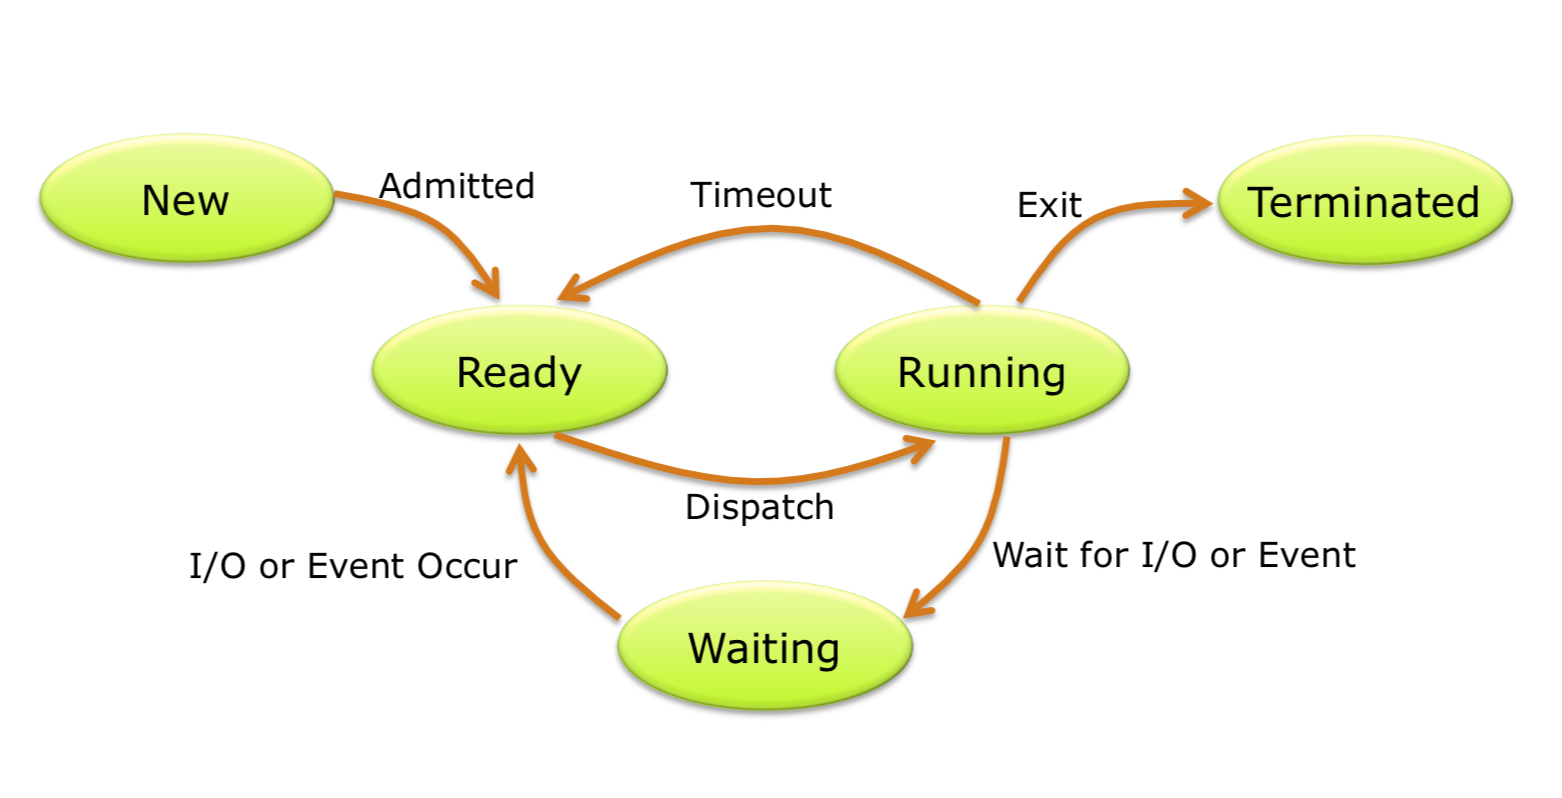 Admitted
Timeout
Exit
New
Terminated
Ready
Running
Dispatch
I/O or Event Occur
Wait for I/O or Event
Waiting